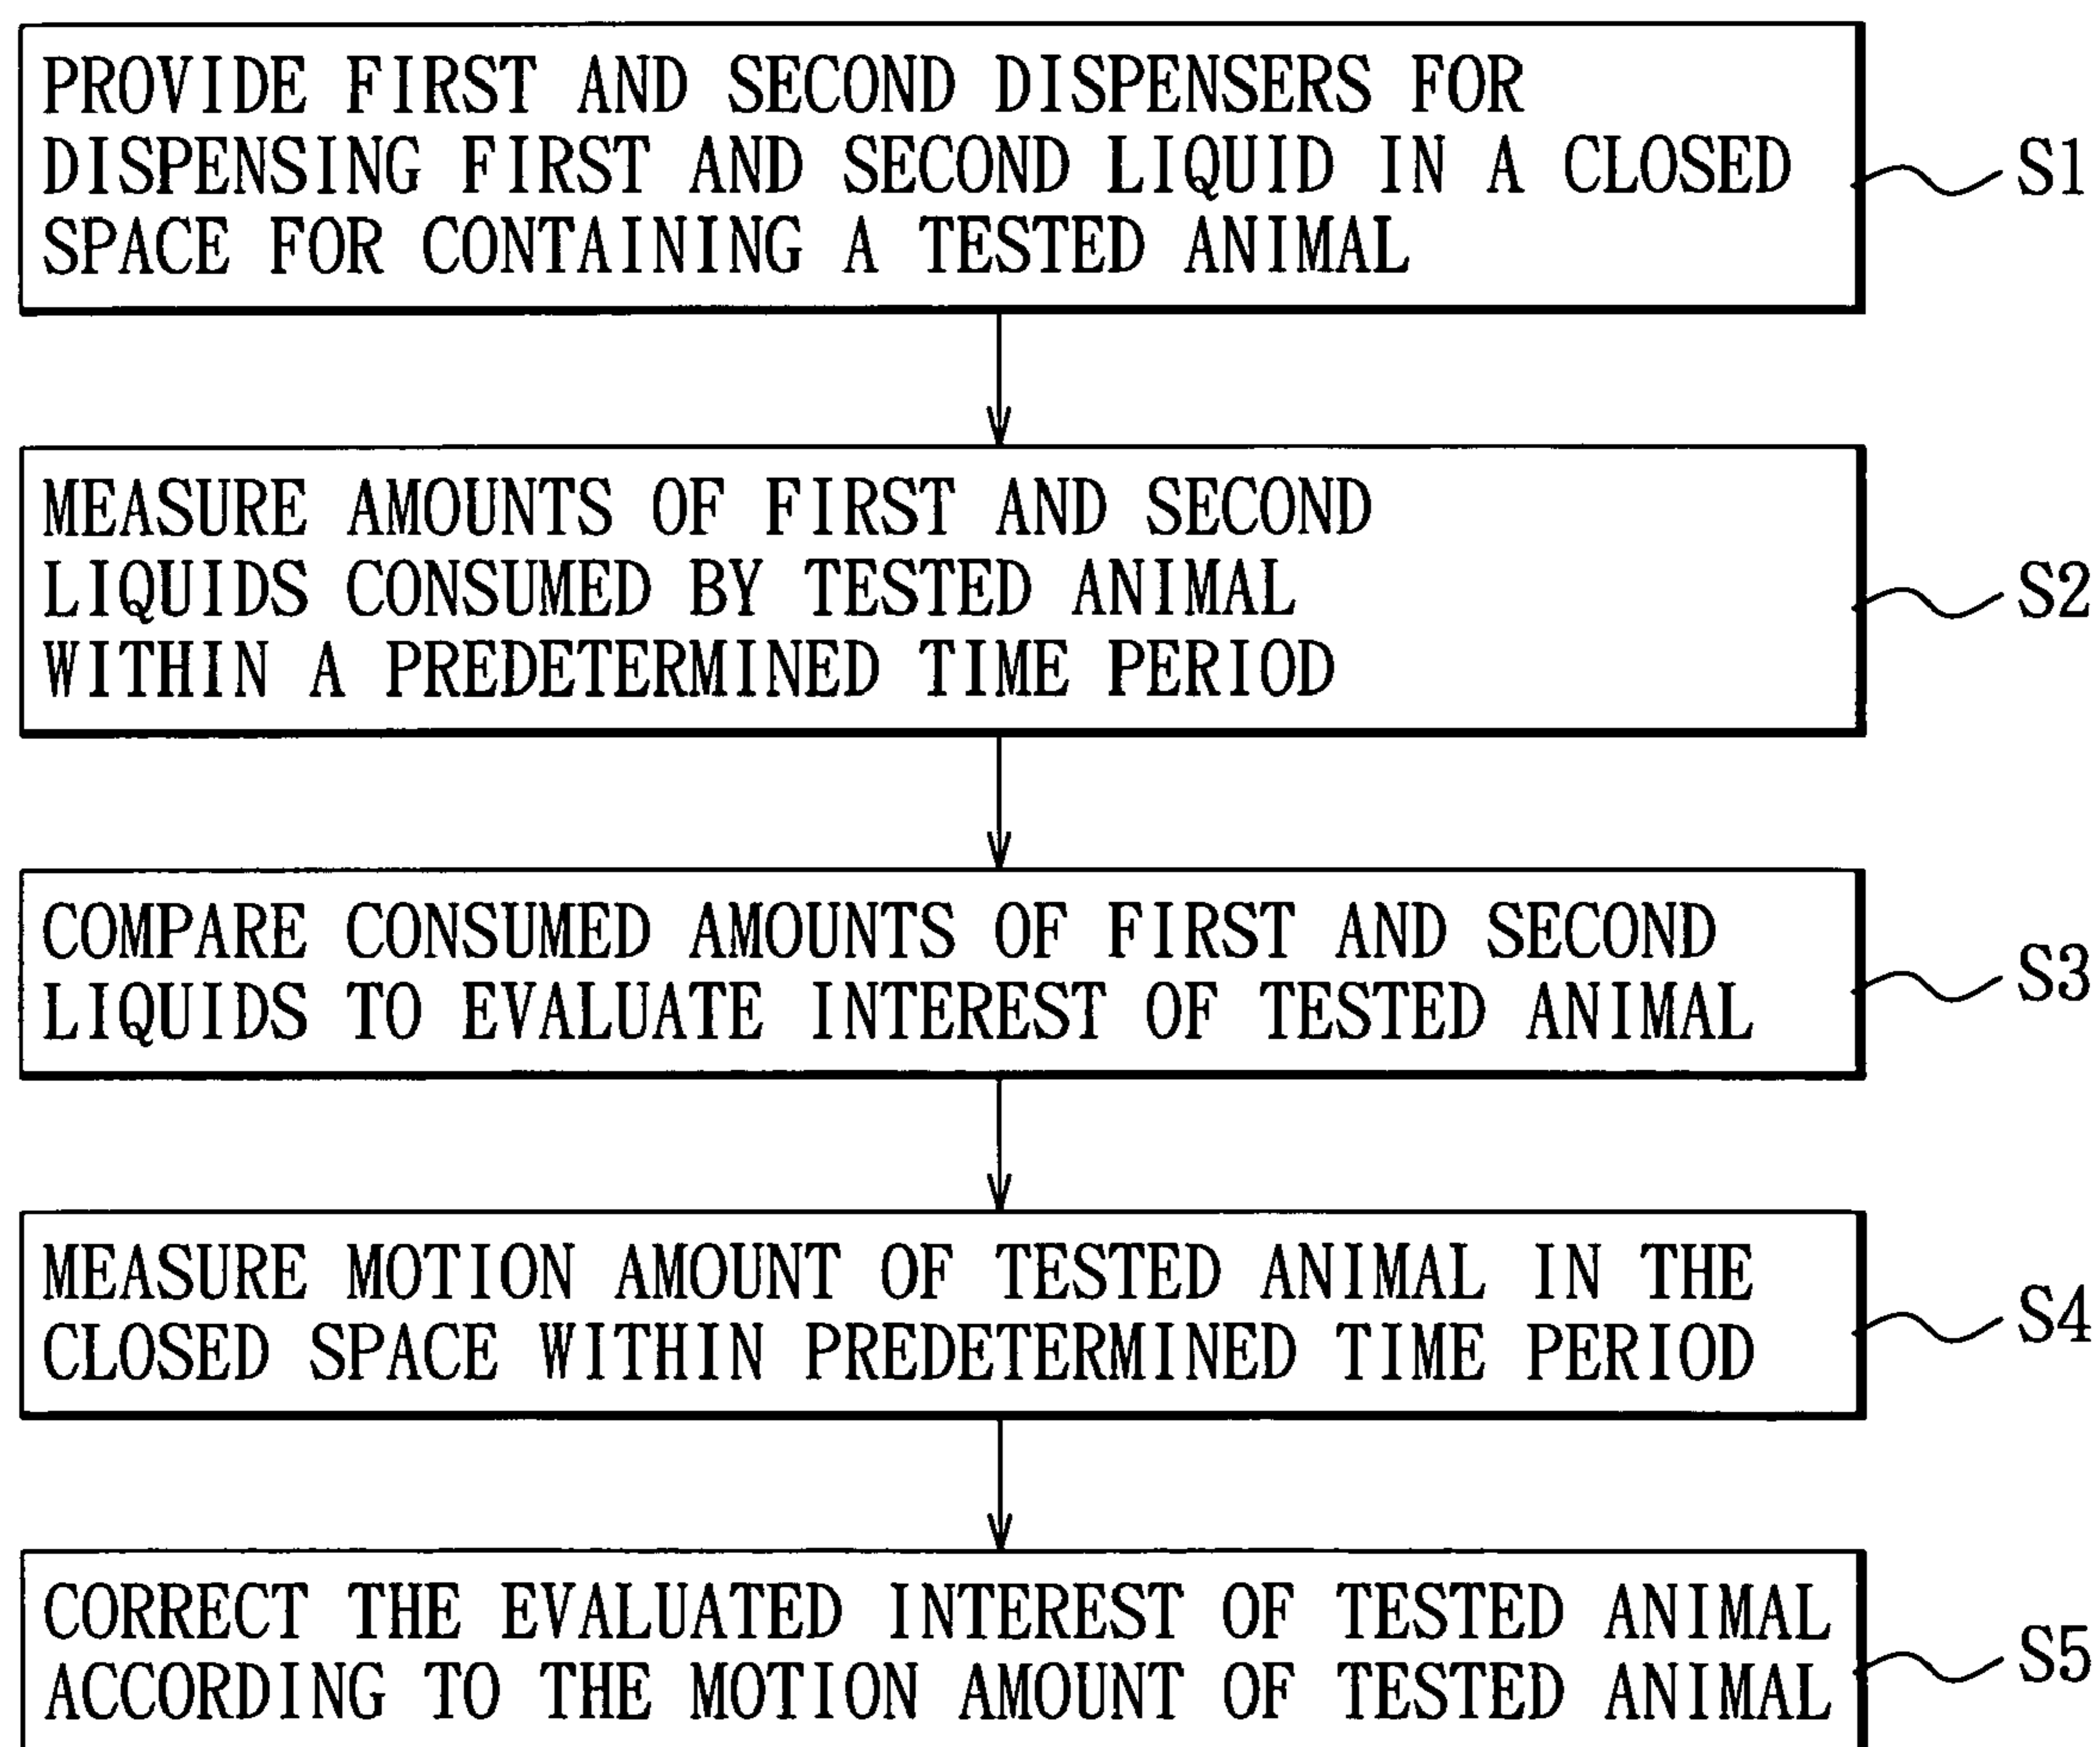 PROVIDE FIRST AND SECOND DISPENSERS FOR
DISPENSING FIRST AND SECOND LIQUID IN A CLOSED
SPACE FOR CONTAINING A TESTED ANIMAL
S1
MEASURE AMOUNTS OF FIRST AND SECOND
LIQUIDS CONSUMED BY TESTED ANIMAL
WITHIN A PREDETERMINED TIME PERIOD
S2
COMPARE CONSUMED AMOUNTS OF FIRST AND SECOND
LIQUIDS TO EVALUATE INTEREST OF TESTED ANIMAL
S3
MEASURE MOTION AMOUNT OF TESTED ANIMAL IN THE
CLOSED SPACE WITHIN PREDETERMINED TIME PERIOD
S4
CORRECT THE EVALUATED INTEREST OF TESTED ANIMAL
ACCORDING TO THE MOTION AMOUNT OF TESTED ANIMAL
S5